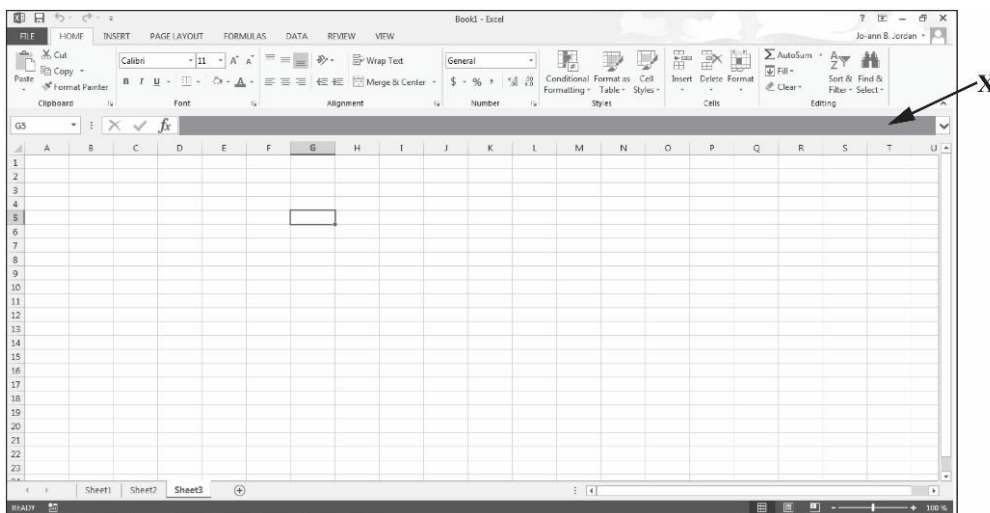 Book1 - Excel
FILE HOME INSERT PAGE LAYOUT FORMULAS DATA REVIEW VIEW Jo-ann B. Jordan
Cut
Copy
Format Painter
Paste
Clipboard
Calibri 11 A A
B I U A
Font
Wrap Text
Merge & Center
Alignment
General
$ % ,
Number
Conditional Formatting
Format as Table
Cell Styles
Styles
Insert Delete Format
Cells
AutoSum
Fill
Clear
Sort & Filter
Find & Select
Editing
X
G5 fx
A B C D E F G H I J K L M N O P Q R S T U
1
2
3
4
5
6
7
8
9
10
11
12
13
14
15
16
17
18
19
20
21
22
23
Sheet1 Sheet2 Sheet3
READY 100%